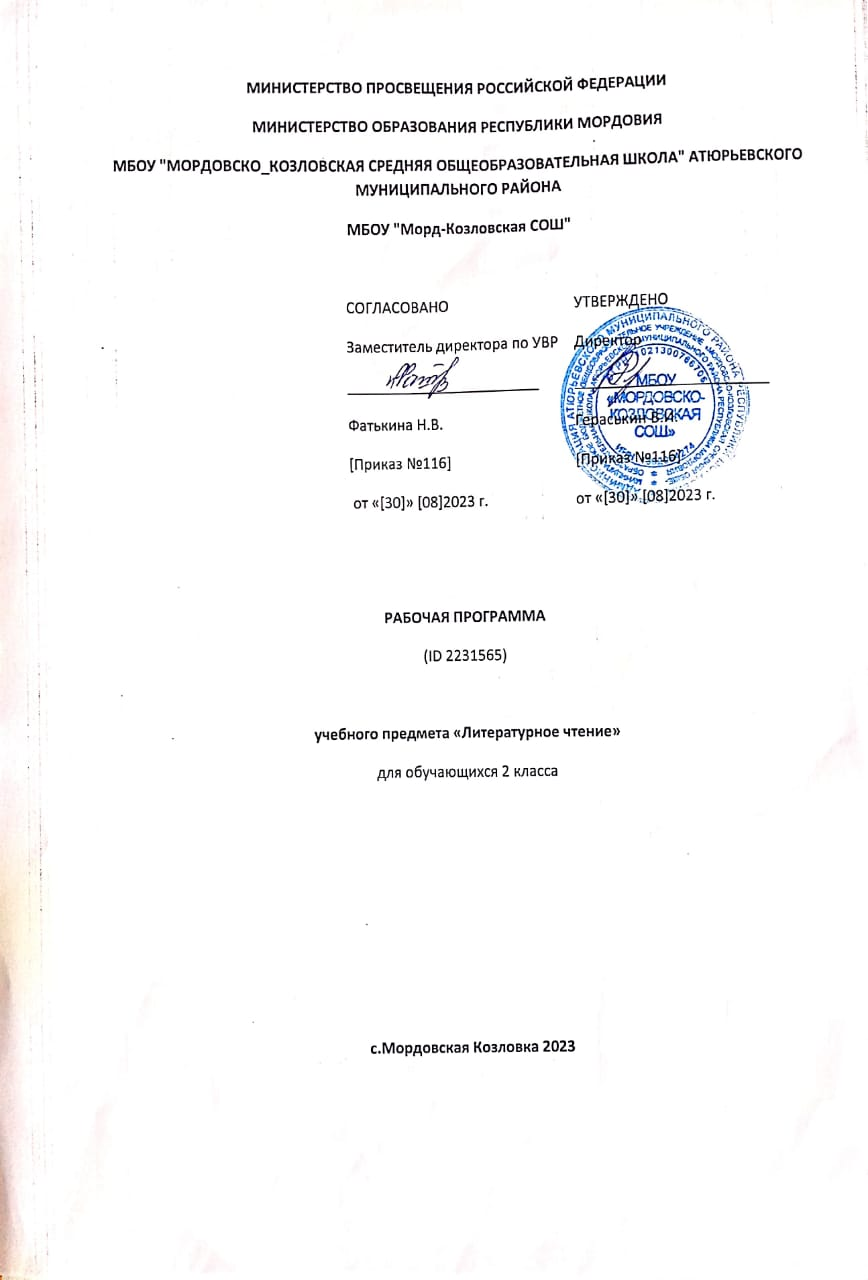 МИНИСТЕРСТВО ПРОСВЕЩЕНИЯ РОССИЙСКОЙ ФЕДЕРАЦИИ
МИНИСТЕРСТВО ОБРАЗОВАНИЯ РЕСПУБЛИКИ МОРДОВИЯ
МБОУ "МОРДОВСКО_КОЗЛОВСКАЯ СРЕДНЯЯ ОБЩЕОБРАЗОВАТЕЛЬНАЯ ШКОЛА" АТЮРЬЕВСКОГО
МУНИЦИПАЛЬНОГО РАЙОНА
МБОУ "Морд-Козловская СОШ"
СОГЛАСОВАНО
Заместитель директора по УВР
Фатькина Н.В.
[Приказ №116]
от «[30]» [08]2023 г.
УТВЕРЖДЕНО
Директор
Гераськин В.И.
[Приказ №116]
от «[30]» [08]2023 г.
МБОУ
«МОРДОВСКО-
КОЗЛОВСКАЯ
СОШ»
РАБОЧАЯ ПРОГРАММА
(ID 2231565)
учебного предмета «Литературное чтение»
для обучающихся 2 класса
с.Мордовская Козловка 2023